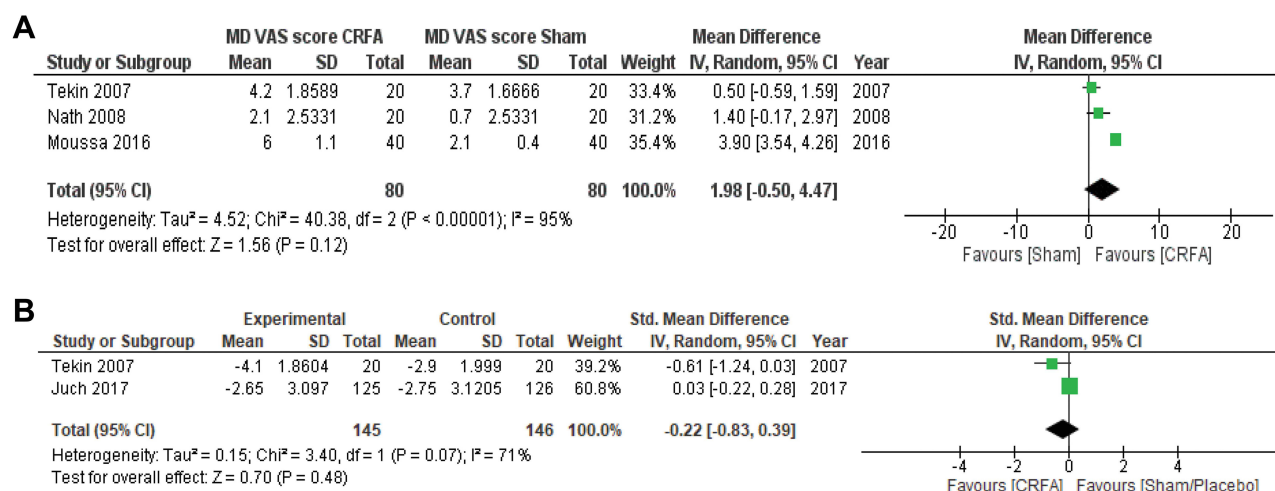 A
MD VAS score CRFA MD VAS score Sham Mean Difference Mean Difference
Study or Subgroup Mean SD Total Mean SD Total Weight IV, Random, 95% CI Year IV, Random, 95% CI
Tekin 2007 4.2 1.8589 20 3.7 1.6666 20 33.4% 0.50 [-0.59, 1.59] 2007
Nath 2008 2.1 2.5331 20 0.7 2.5331 20 31.2% 1.40 [-0.17, 2.97] 2008
Moussa 2016 6 1.1 40 2.1 0.4 40 35.4% 3.90 [3.54, 4.26] 2016
Total (95% CI) 80 80 100.0% 1.98 [-0.50, 4.47]
Heterogeneity: Tau² = 4.52; Chi² = 40.38, df = 2 (P < 0.00001); I² = 95%
Test for overall effect: Z = 1.56 (P = 0.12)
-20 -10 0 10 20
Favours [Sham] Favours [CRFA]
B
Experimental Control Std. Mean Difference Std. Mean Difference
Study or Subgroup Mean SD Total Mean SD Total Weight IV, Random, 95% CI Year IV, Random, 95% CI
Tekin 2007 -4.1 1.8604 20 -2.9 1.999 20 39.2% -0.61 [-1.24, 0.03] 2007
Juch 2017 -2.65 3.097 125 -2.75 3.1205 126 60.8% 0.03 [-0.22, 0.28] 2017
Total (95% CI) 145 146 100.0% -0.22 [-0.83, 0.39]
Heterogeneity: Tau² = 0.15; Chi² = 3.40, df = 1 (P = 0.07); I² = 71%
Test for overall effect: Z = 0.70 (P = 0.48)
-4 -2 0 2 4
Favours [CRFA] Favours [Sham/Placebo]